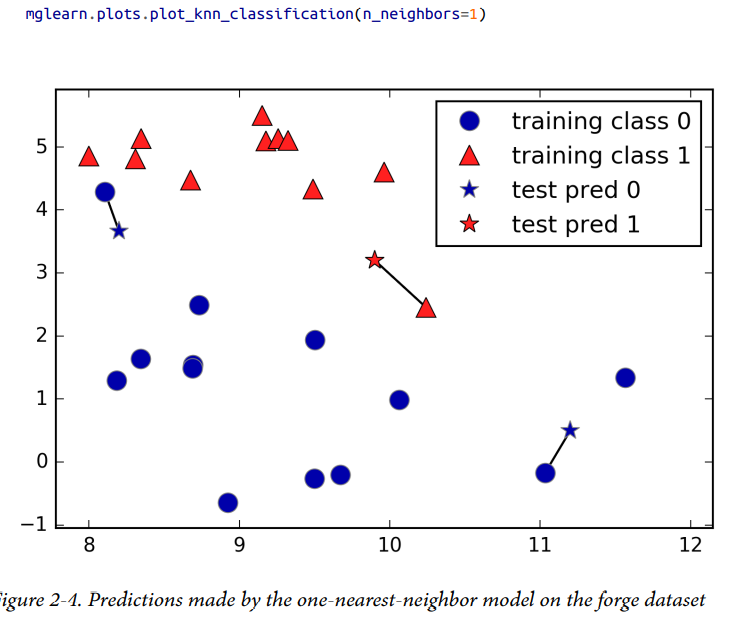 mglearn.plots.plot_knn_classification(n_neighbors=1)
training class 0
training class 1
test pred 0
test pred 1
5
4
3
2
1
0
−1
8 9 10 11 12
igure 2-4. Predictions made by the one-nearest-neighbor model on the forge dataset